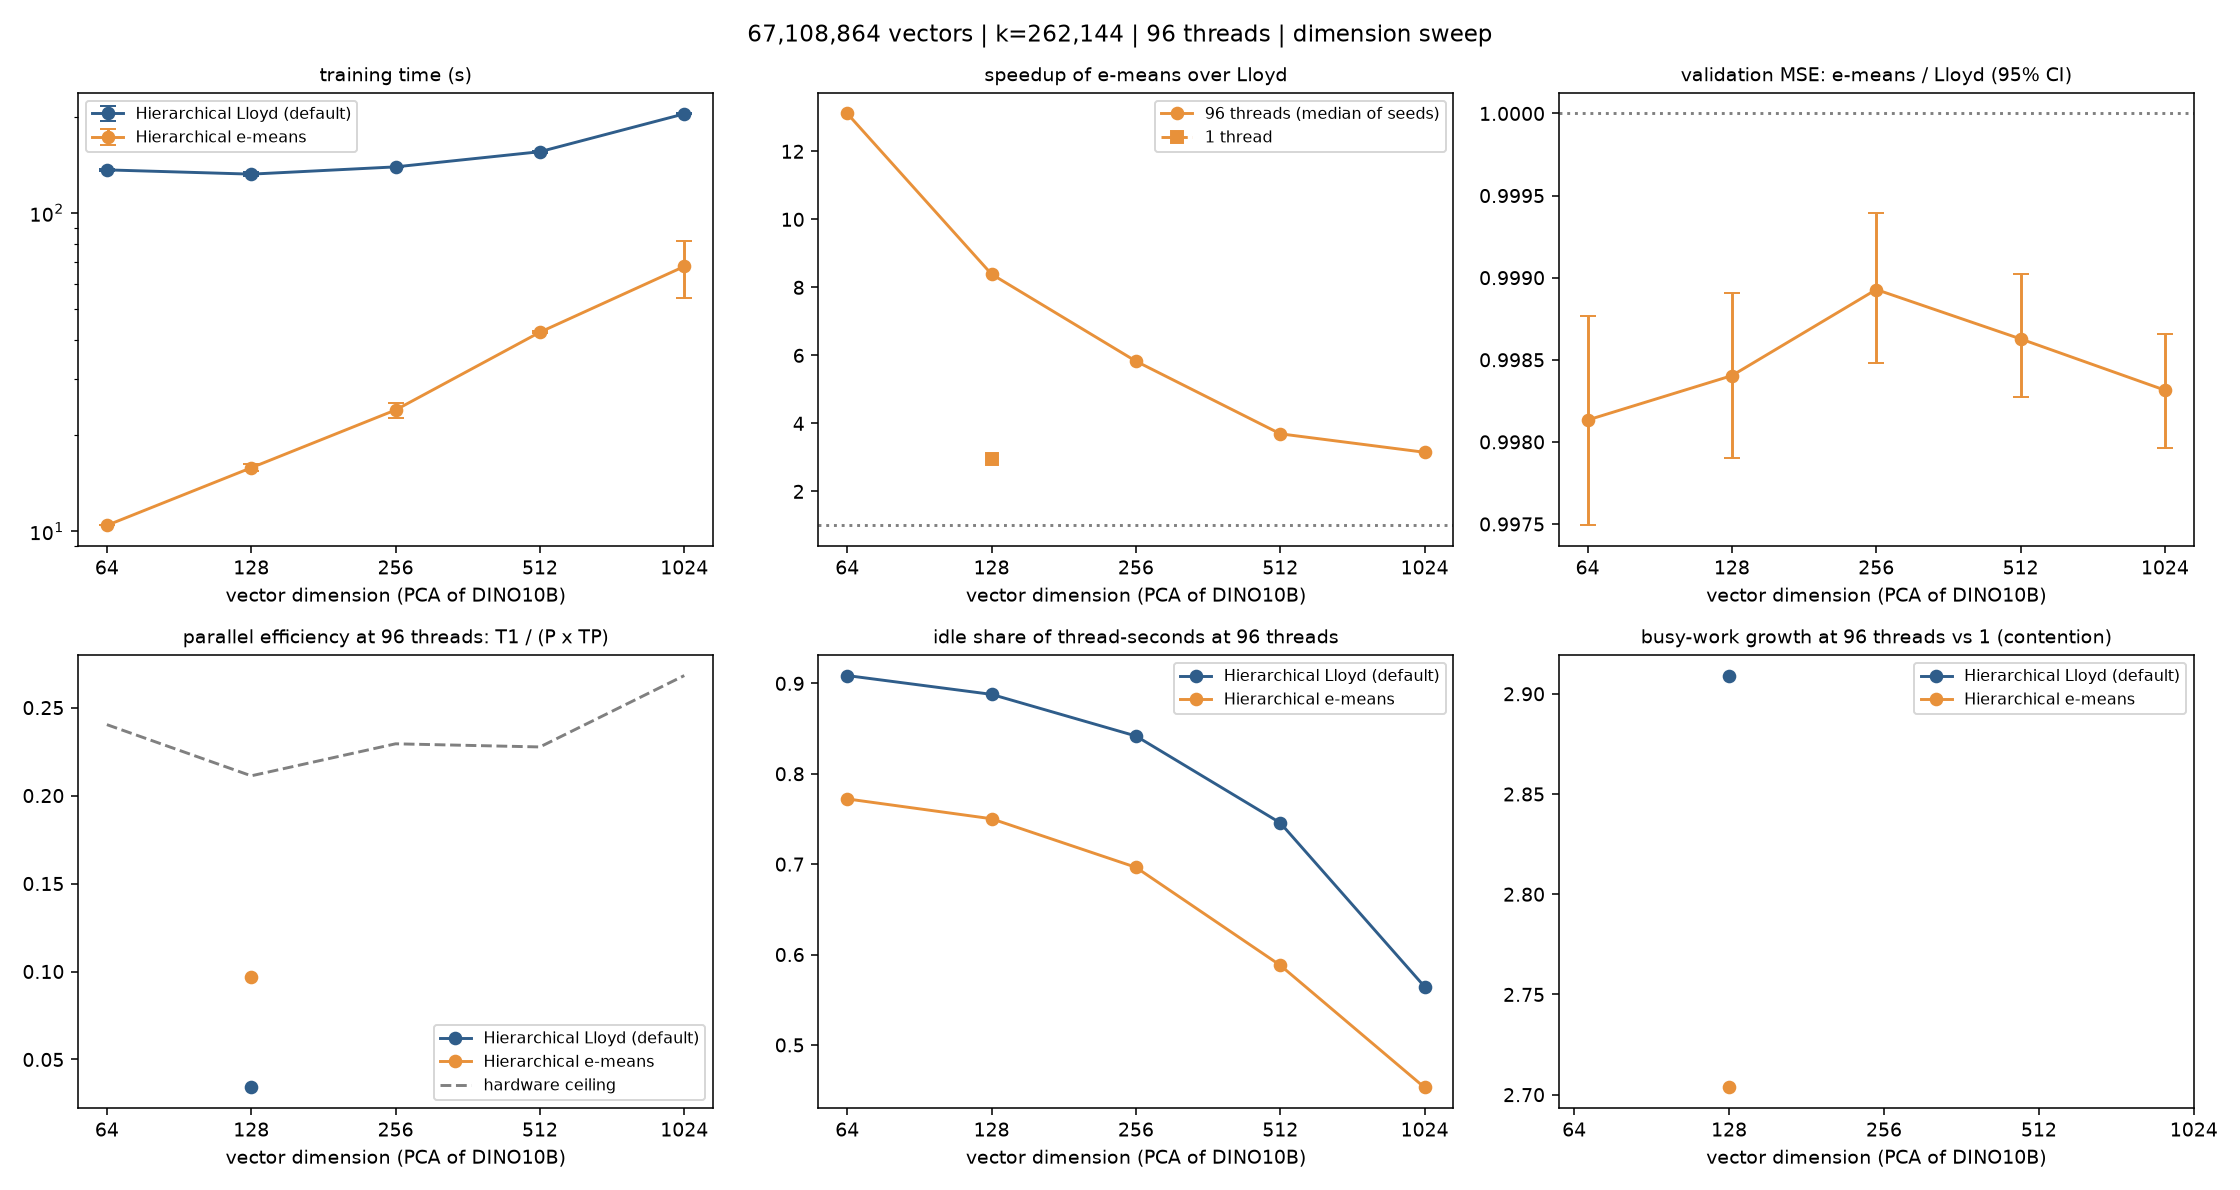 67,108,864 vectors | k=262,144 | 96 threads | dimension sweep
training time (s)
Hierarchical Lloyd (default)
Hierarchical e-means
10²
10¹
64 128 256 512 1024
vector dimension (PCA of DINO10B)
speedup of e-means over Lloyd
96 threads (median of seeds)
1 thread
12
10
8
6
4
2
64 128 256 512 1024
vector dimension (PCA of DINO10B)
validation MSE: e-means / Lloyd (95% CI)
1.0000
0.9995
0.9990
0.9985
0.9980
0.9975
64 128 256 512 1024
vector dimension (PCA of DINO10B)
parallel efficiency at 96 threads: T1 / (P x TP)
0.25
0.20
0.15
0.10
0.05
Hierarchical Lloyd (default)
Hierarchical e-means
hardware ceiling
64 128 256 512 1024
vector dimension (PCA of DINO10B)
idle share of thread-seconds at 96 threads
Hierarchical Lloyd (default)
Hierarchical e-means
0.9
0.8
0.7
0.6
0.5
64 128 256 512 1024
vector dimension (PCA of DINO10B)
busy-work growth at 96 threads vs 1 (contention)
Hierarchical Lloyd (default)
Hierarchical e-means
2.90
2.85
2.80
2.75
2.70
64 128 256 512 1024
vector dimension (PCA of DINO10B)